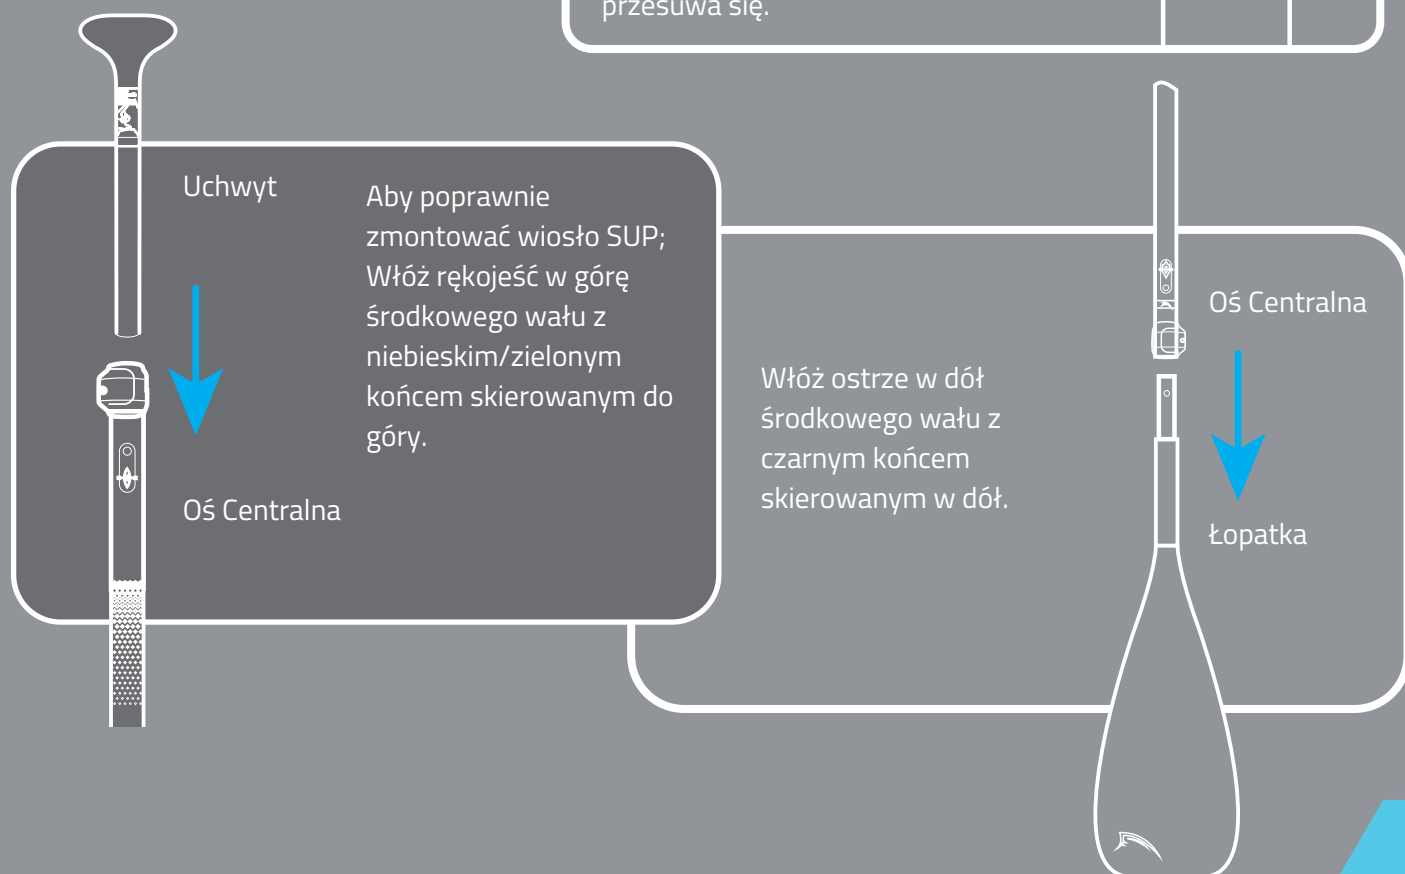 przesuwa się.
Uchwyt
Aby poprawnie
zmontować wiosło SUP;
Włóż rękojeść w górę
środkowego wału z
niebieskim/zielonym
końcem skierowanym do
góry.
Oś Centralna
Włóż ostrze w dół
środkowego wału z
czarnym końcem
skierowanym w dół.
Oś Centralna
Łopatka